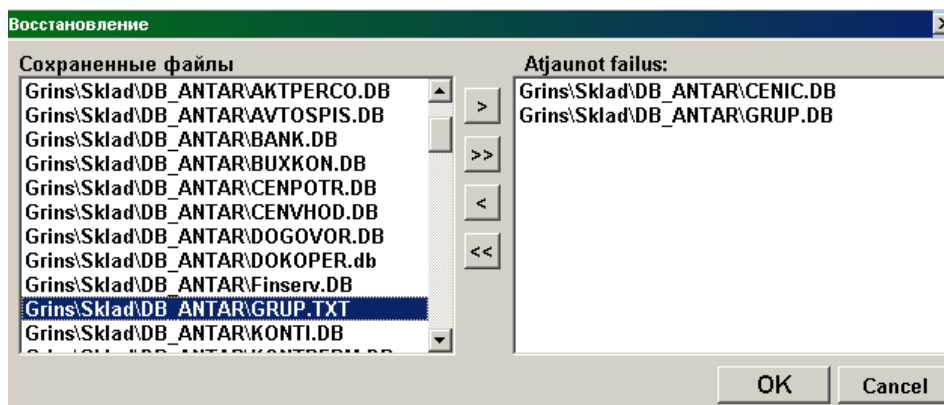 Восстановление
Сохраненные файлы
Grins\Sklad\DB_ANTAR\AKTPERCO.DB
Grins\Sklad\DB_ANTAR\AVTOSPIS.DB
Grins\Sklad\DB_ANTAR\BANK.DB
Grins\Sklad\DB_ANTAR\BUXKON.DB
Grins\Sklad\DB_ANTAR\CENPOTR.DB
Grins\Sklad\DB_ANTAR\CENVHOD.DB
Grins\Sklad\DB_ANTAR\DOGOVOR.DB
Grins\Sklad\DB_ANTAR\DOKOPER.db
Grins\Sklad\DB_ANTAR\Finserv.DB
Grins\Sklad\DB_ANTAR\GRUP.TXT
Grins\Sklad\DB_ANTAR\KONTI.DB
>
>>
<
<<
Atjaunot failus:
Grins\Sklad\DB_ANTAR\CENIC.DB
Grins\Sklad\DB_ANTAR\GRUP.DB
OK
Cancel